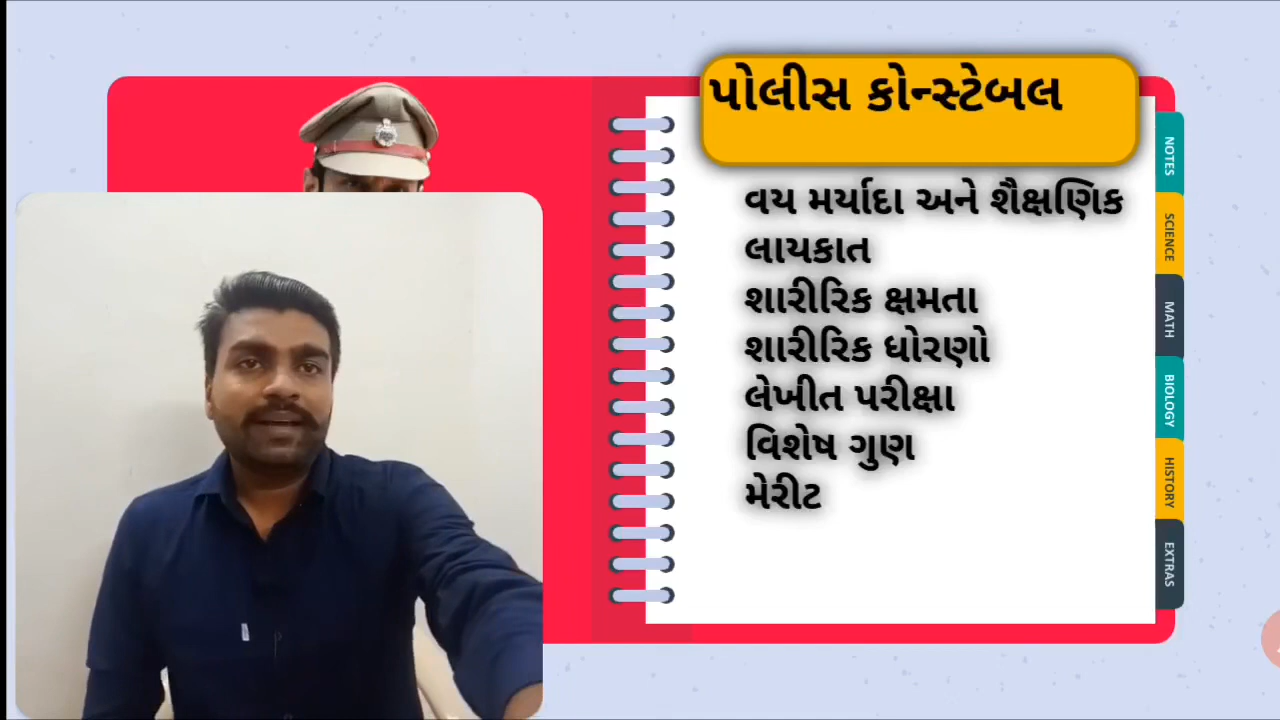 પોલીસ કોન્સ્ટેબલ
વય મર્યાદા અને શૈક્ષણિક
લાયકાત
શારીરિક ક્ષમતા
શારીરિક ધોરણો
લેખીત પરીક્ષા
વિશેષ ગુણ
મેરીટ
NOTES
SCIENCE
MATH
BIOLOGY
HISTORY
EXTRAS